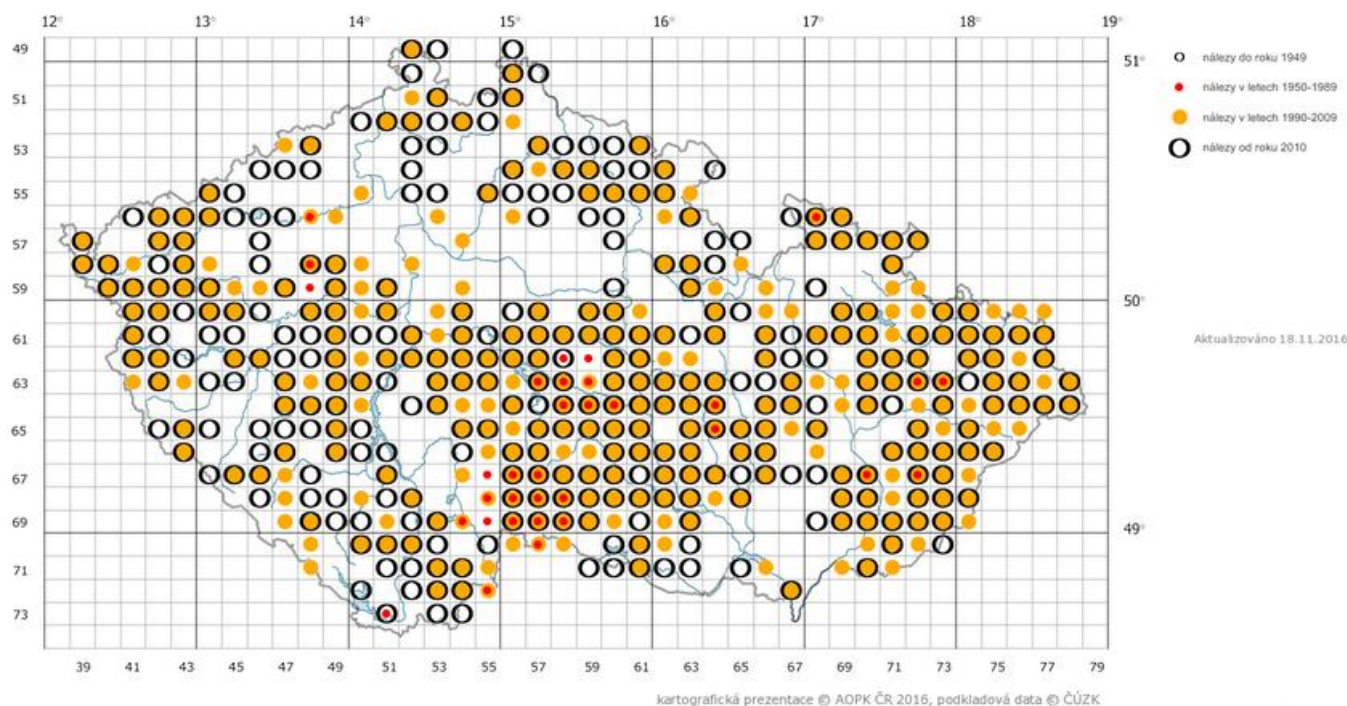 12° 13° 14° 15° 16° 17° 18° 19°
49
51°
nálezy do roku 1949
51
nálezy v letech 1950-1989
nálezy v letech 1990-2009
53
nálezy od roku 2010
55
57
59
50°
61
Aktualizováno 18.11.2016
63
65
67
69
49°
71
73
39 41 43 45 47 49 51 53 55 57 59 61 63 65 67 69 71 73 75 77 79
kartografická prezentace © AOPK ČR 2016, podkladová data © ČÚZK